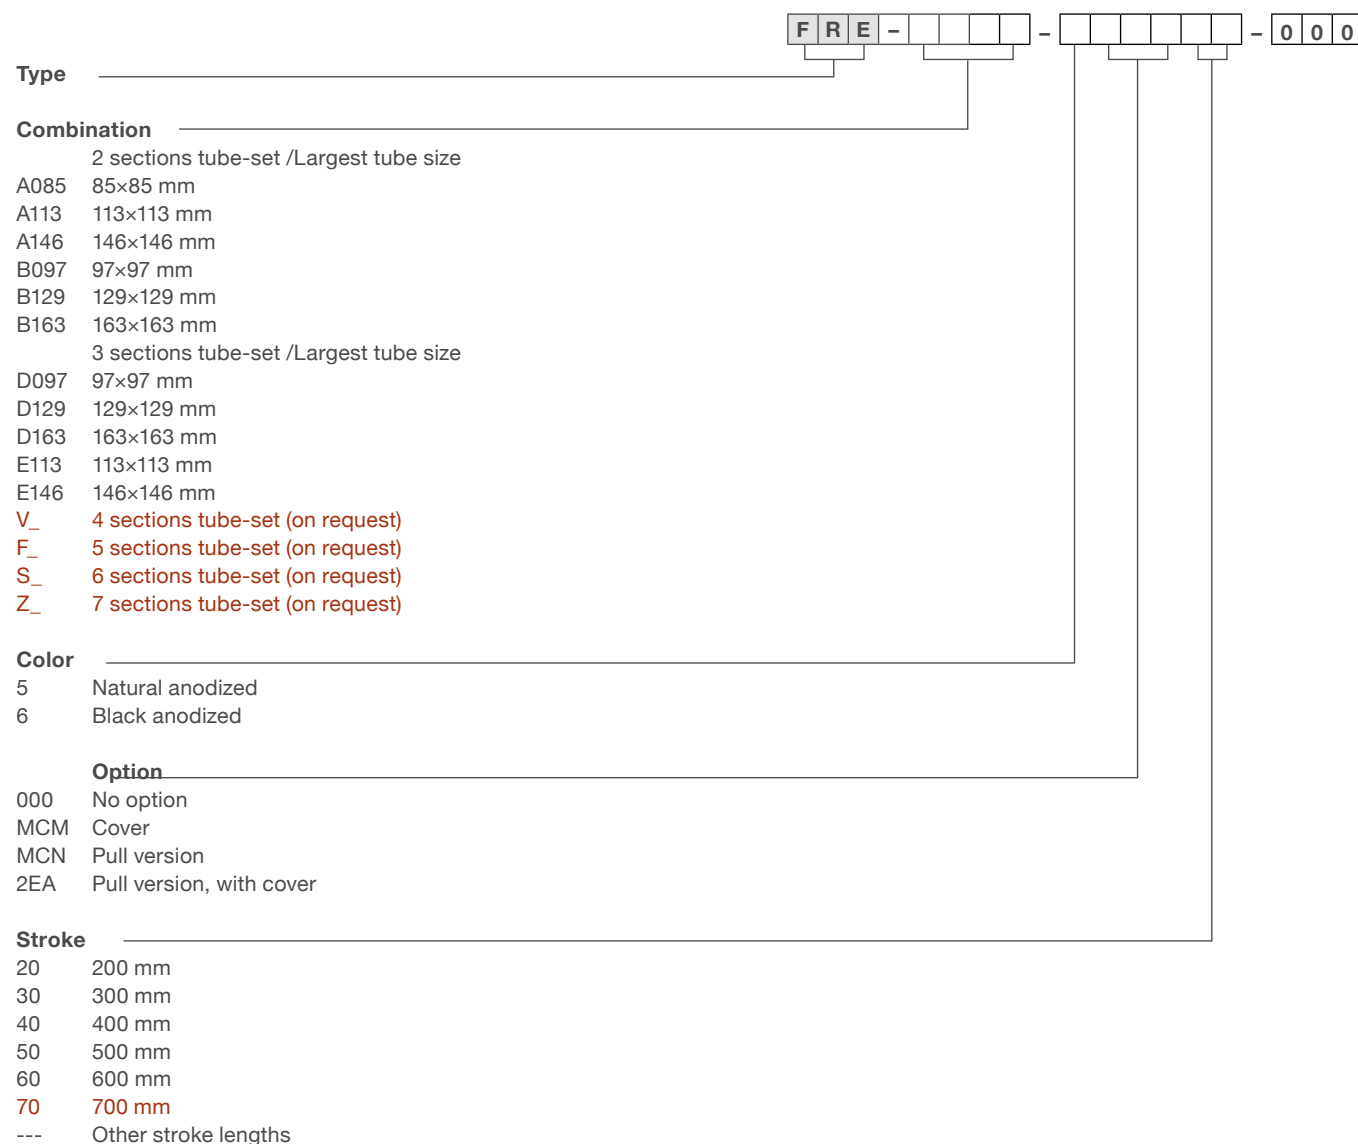 F R E – – – 0 0 0
Type
Combination
2 sections tube-set /Largest tube size
A085 85×85 mm
A113 113×113 mm
A146 146×146 mm
B097 97×97 mm
B129 129×129 mm
B163 163×163 mm
3 sections tube-set /Largest tube size
D097 97×97 mm
D129 129×129 mm
D163 163×163 mm
E113 113×113 mm
E146 146×146 mm
V_ 4 sections tube-set (on request)
F_ 5 sections tube-set (on request)
S_ 6 sections tube-set (on request)
Z_ 7 sections tube-set (on request)
Color
5 Natural anodized
6 Black anodized
Option
000 No option
MCM Cover
MCN Pull version
2EA Pull version, with cover
Stroke
20 200 mm
30 300 mm
40 400 mm
50 500 mm
60 600 mm
70 700 mm
--- Other stroke lengths